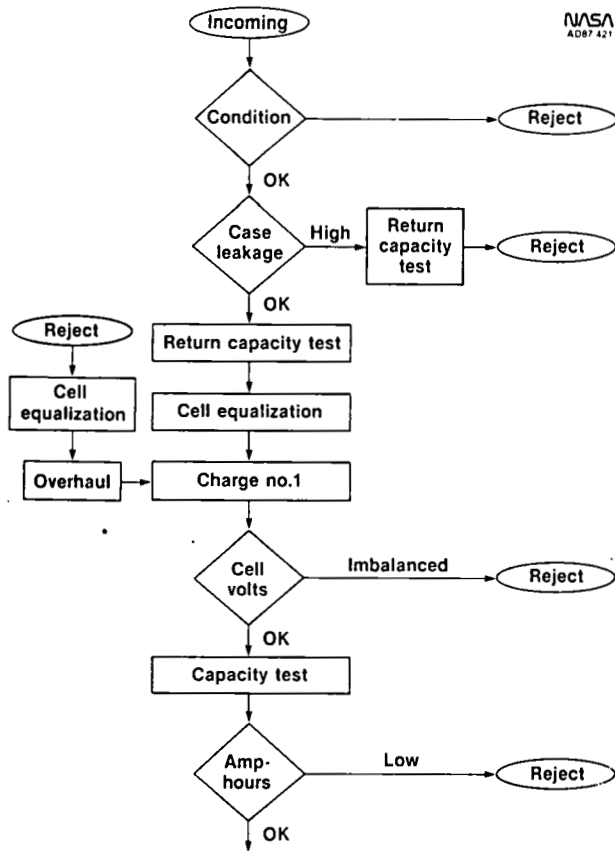 Incoming
NASA
AD87 421
Condition
Reject
OK
Case
leakage
High
Return
capacity
test
Reject
OK
Reject
Return capacity test
Cell
equalization
Cell equalization
Overhaul
Charge no.1
Cell
volts
Imbalanced
Reject
OK
Capacity test
Amp-
hours
Low
Reject
OK